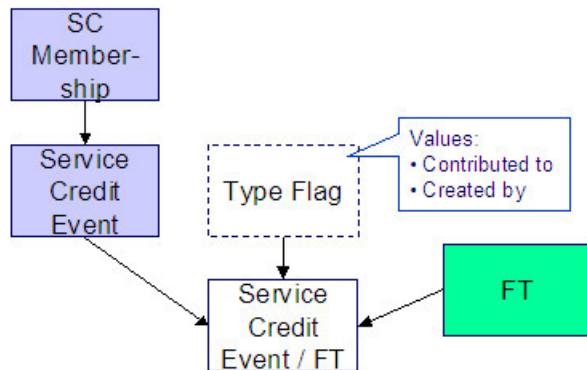 SC
Member-
ship
Service
Credit
Event
Type Flag
Values:
• Contributed to
• Created by
Service
Credit
Event / FT
FT